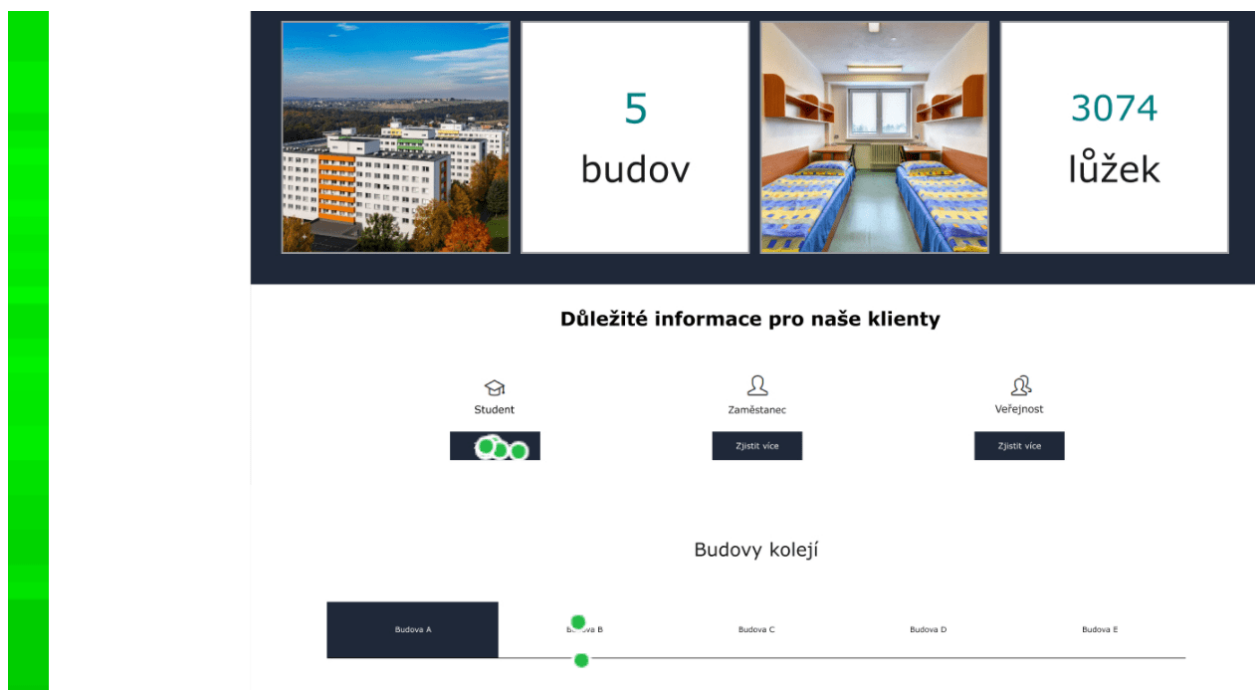 5
budov
3074
lůžek
Důležité informace pro naše klienty
Student
Zaměstanec
Veřejnost
Zjistit více
Zjistit více
Budovy kolejí
Budova A
Budova C
Budova D
Budova E